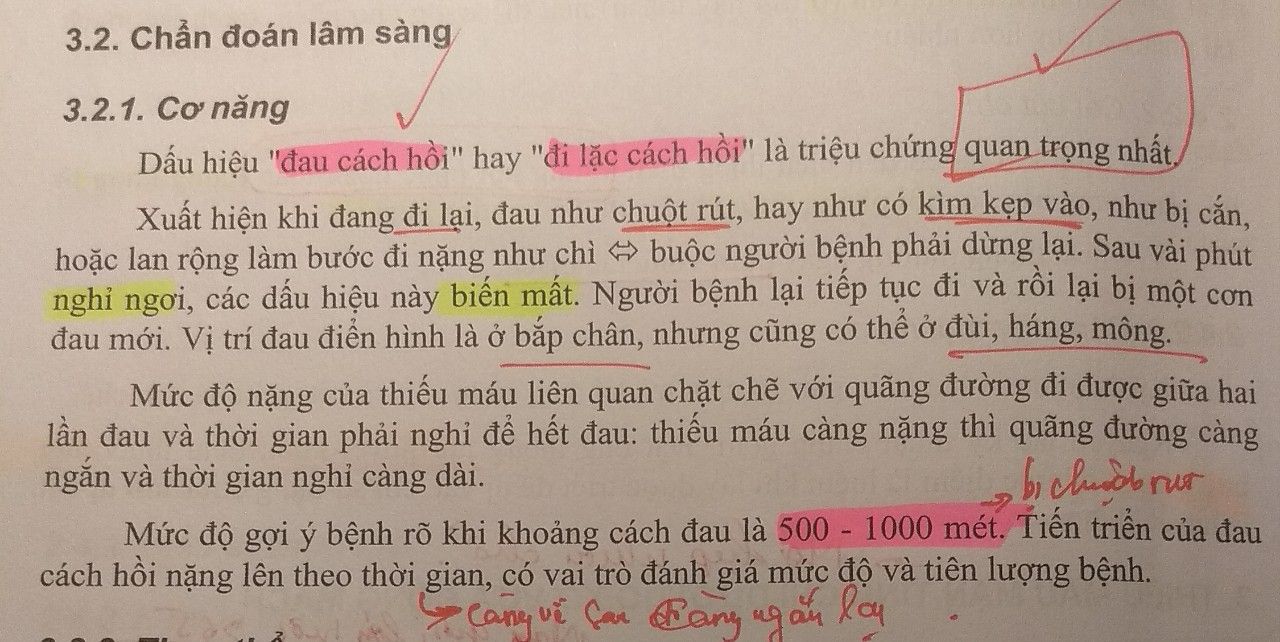 3.2. Chẩn đoán lâm sàng
3.2.1. Cơ năng
Dấu hiệu "đau cách hồi" hay "đi lặc cách hồi" là triệu chứng quan trọng nhất.
Xuất hiện khi đang đi lại, đau như chuột rút, hay như có kìm kẹp vào, như bị cắn,
hoặc lan rộng làm bước đi nặng như chì ⇔ buộc người bệnh phải dừng lại. Sau vài phút
nghỉ ngơi, các dấu hiệu này biến mất. Người bệnh lại tiếp tục đi và rồi lại bị một cơn
đau mới. Vị trí đau điển hình là ở bắp chân, nhưng cũng có thể ở đùi, háng, mông.
Mức độ nặng của thiếu máu liên quan chặt chẽ với quãng đường đi được giữa hai
lần đau và thời gian phải nghỉ để hết đau: thiếu máu càng nặng thì quãng đường càng
ngắn và thời gian nghỉ càng dài.
→ bị chuột rút
Mức độ gợi ý bệnh rõ khi khoảng cách đau là 500 - 1000 mét. Tiến triển của đau
cách hồi nặng lên theo thời gian, có vai trò đánh giá mức độ và tiên lượng bệnh.
càng về sau càng ngắn lại